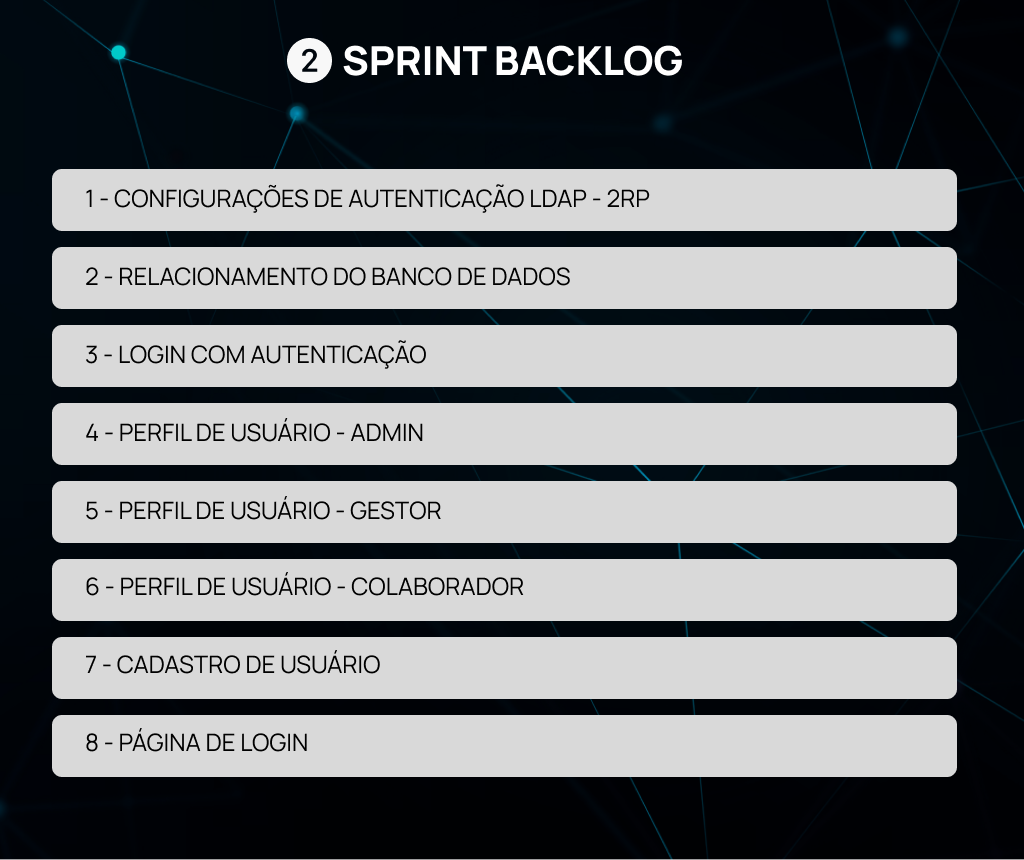 2 SPRINT BACKLOG
1 - CONFIGURAÇÕES DE AUTENTICAÇÃO LDAP - 2RP
2 - RELACIONAMENTO DO BANCO DE DADOS
3 - LOGIN COM AUTENTICAÇÃO
4 - PERFIL DE USUÁRIO - ADMIN
5 - PERFIL DE USUÁRIO - GESTOR
6 - PERFIL DE USUÁRIO - COLABORADOR
7 - CADASTRO DE USUÁRIO
8 - PÁGINA DE LOGIN